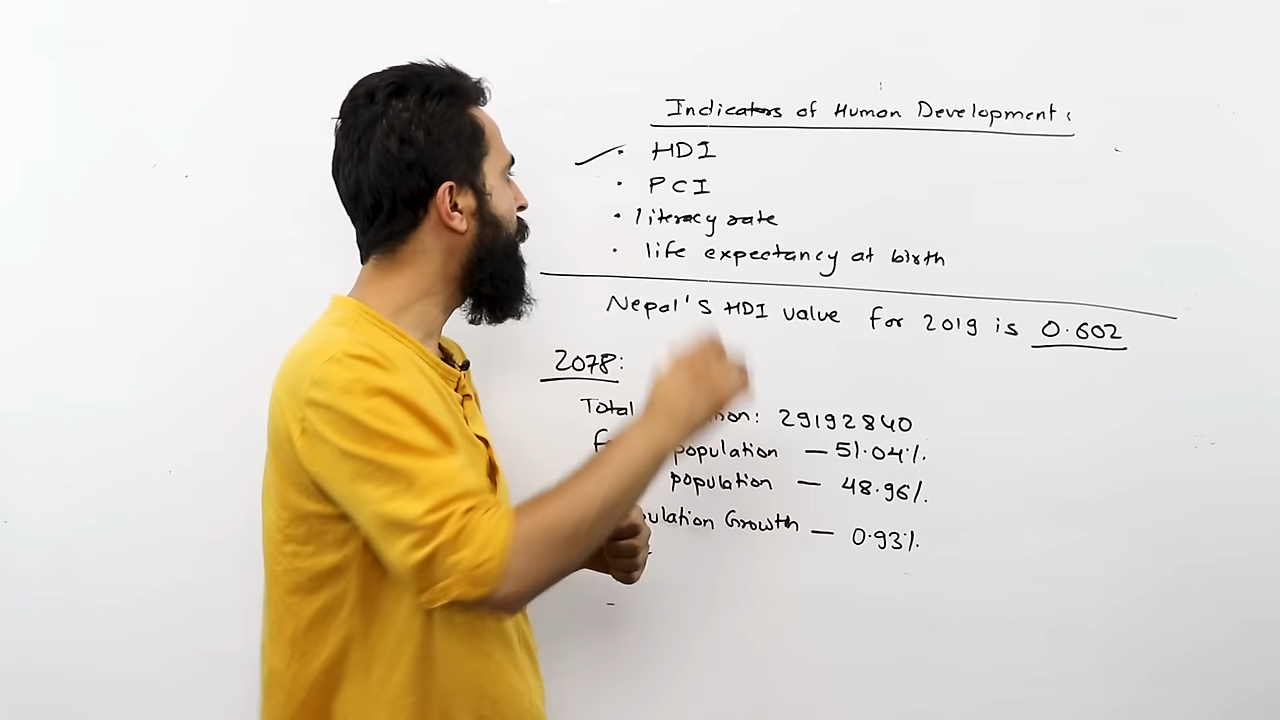 Indicators of Human Development:
• HDI
• PCI
• literacy rate
• life expectancy at birth
Nepal's HDI value for 2019 is 0.602
2078:
Total : 29192840
population — 51.04%.
population — 48.96%.
Growth — 0.93%.